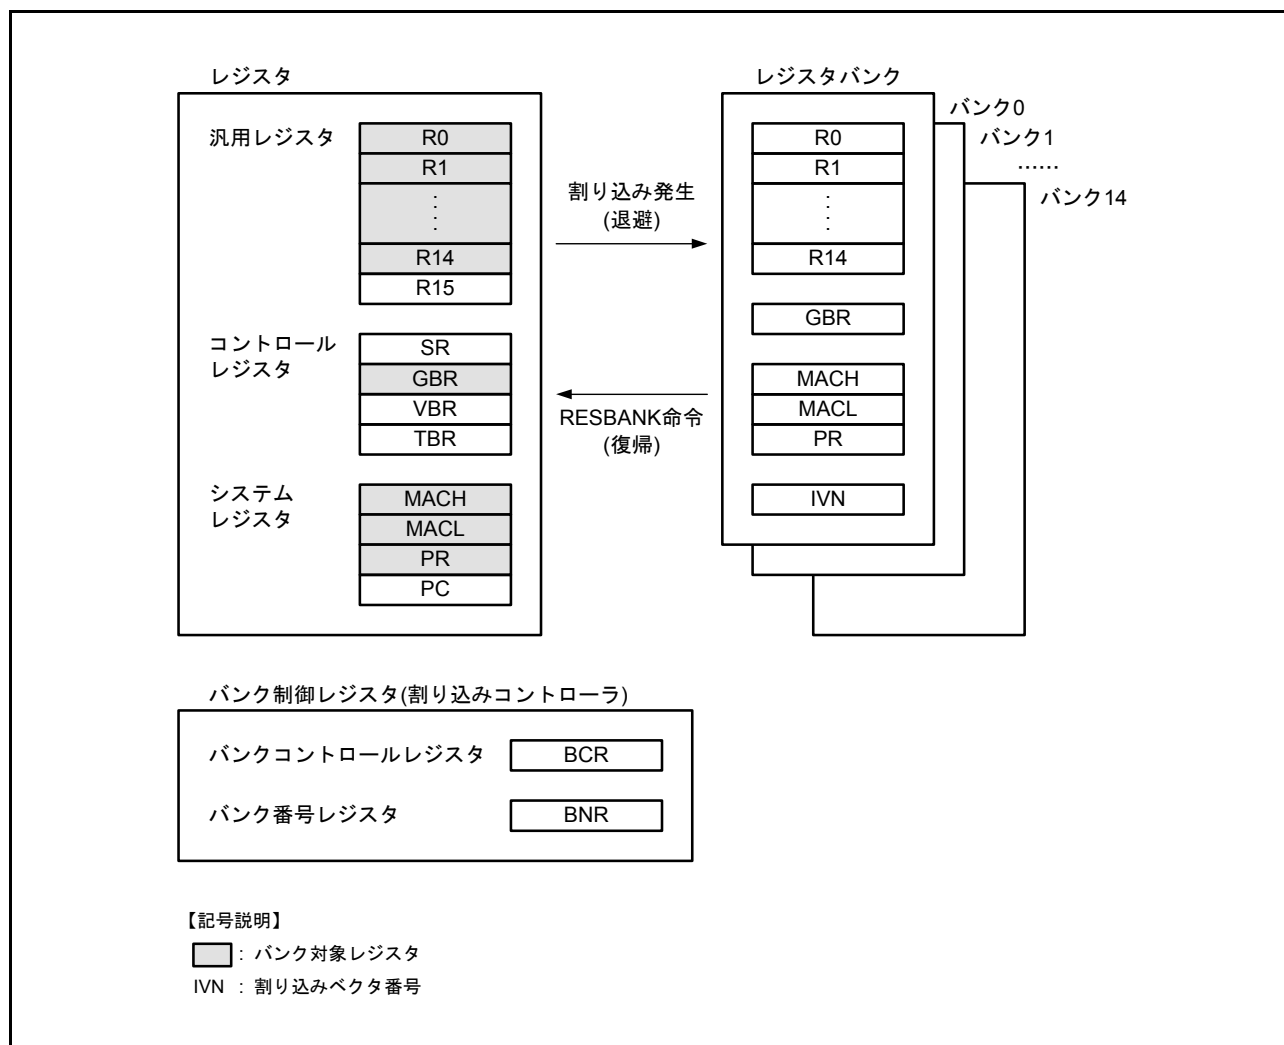 レジスタ
汎用レジスタ
R0
R1
R14
R15
コントロール
レジスタ
SR
GBR
VBR
TBR
システム
レジスタ
MACH
MACL
PR
PC
割り込み発生
(退避)
RESBANK命令
(復帰)
レジスタバンク
バンク0
バンク1
……
バンク14
R0
R1
R14
GBR
MACH
MACL
PR
IVN
バンク制御レジスタ(割り込みコントローラ)
バンクコントロールレジスタ BCR
バンク番号レジスタ BNR
【記号説明】
: バンク対象レジスタ
IVN : 割り込みベクタ番号